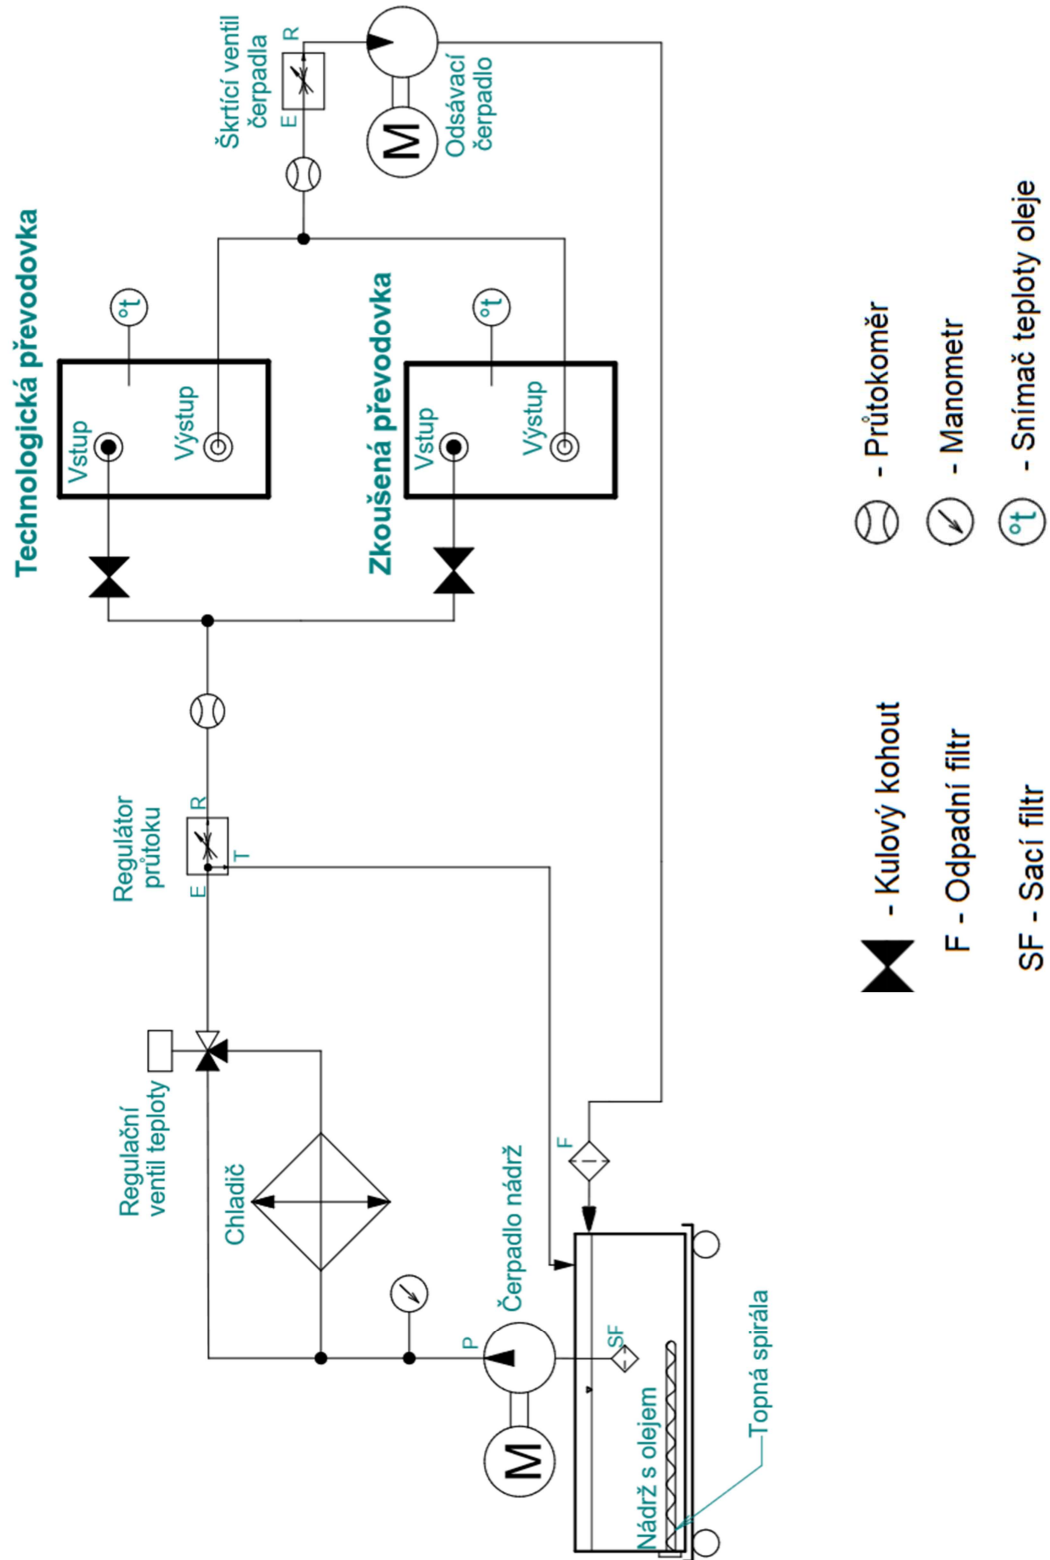 Technologická převodovka
Vstup
Výstup
°t
Zkoušená převodovka
Vstup
Výstup
°t
Škrtící ventil
čerpadla
E
R
M
Odsávací
čerpadlo
Regulátor
průtoku
E
R
T
Regulační
ventil teploty
Chladič
Čerpadlo nádrž
P
M
F
SF
Nádrž s olejem
Topná spirála
- Kulový kohout
F - Odpadní filtr
SF - Sací filtr
- Průtokoměr
- Manometr
°t - Snímač teploty oleje